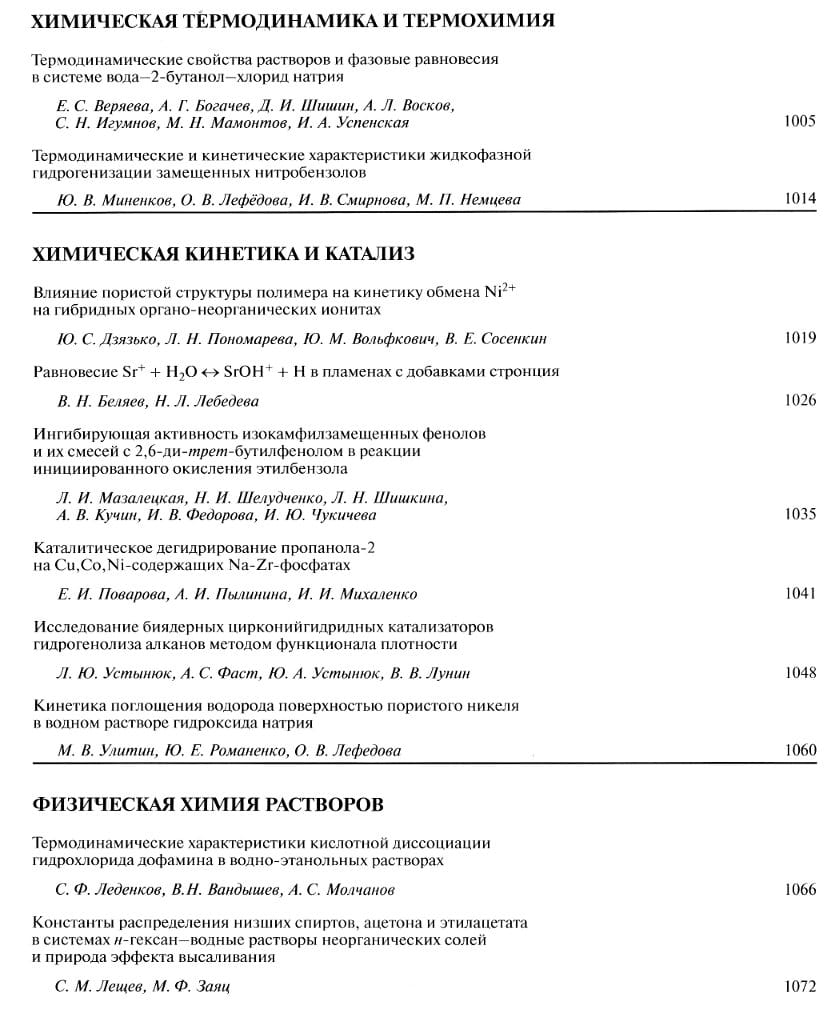 ХИМИЧЕСКАЯ ТЕРМОДИНАМИКА И ТЕРМОХИМИЯ
Термодинамические свойства растворов и фазовые равновесия
в системе вода–2-бутанол–хлорид натрия
Е. С. Веряева, А. Г. Богачев, Д. И. Шишин, А. Л. Восков,
С. Н. Игумнов, М. Н. Мамонтов, И. А. Успенская 1005
Термодинамические и кинетические характеристики жидкофазной
гидрогенизации замещенных нитробензолов
Ю. В. Миненков, О. В. Лефёдова, И. В. Смирнова, М. П. Немцева 1014
ХИМИЧЕСКАЯ КИНЕТИКА И КАТАЛИЗ
Влияние пористой структуры полимера на кинетику обмена Ni²⁺
на гибридных органо-неорганических ионитах
Ю. С. Дзязько, Л. Н. Пономарева, Ю. М. Вольфкович, В. Е. Сосенкин 1019
Равновесие Sr⁺ + H₂O ↔ SrOH⁺ + H в пламенах с добавками стронция
В. Н. Беляев, Н. Л. Лебедева 1026
Ингибирующая активность изокамфилзамещенных фенолов
и их смесей с 2,6-ди-трет-бутилфенолом в реакции
инициированного окисления этилбензола
Л. И. Мазалецкая, Н. И. Шелудченко, Л. Н. Шишкина,
А. В. Кучин, И. В. Федорова, И. Ю. Чукичева 1035
Каталитическое дегидрирование пропанола-2
на Cu,Co,Ni-содержащих Na-Zr-фосфатах
Е. И. Поварова, А. И. Пылинина, И. И. Михаленко 1041
Исследование биядерных цирконийгидридных катализаторов
гидрогенолиза алканов методом функционала плотности
Л. Ю. Устынюк, А. С. Фаст, Ю. А. Устынюк, В. В. Лунин 1048
Кинетика поглощения водорода поверхностью пористого никеля
в водном растворе гидроксида натрия
М. В. Улитин, Ю. Е. Романенко, О. В. Лефедова 1060
ФИЗИЧЕСКАЯ ХИМИЯ РАСТВОРОВ
Термодинамические характеристики кислотной диссоциации
гидрохлорида дофамина в водно-этанольных растворах
С. Ф. Леденков, В.Н. Вандышев, А. С. Молчанов 1066
Константы распределения низших спиртов, ацетона и этилацетата
в системах н-гексан–водные растворы неорганических солей
и природа эффекта высаливания
С. М. Лещев, М. Ф. Заяц 1072